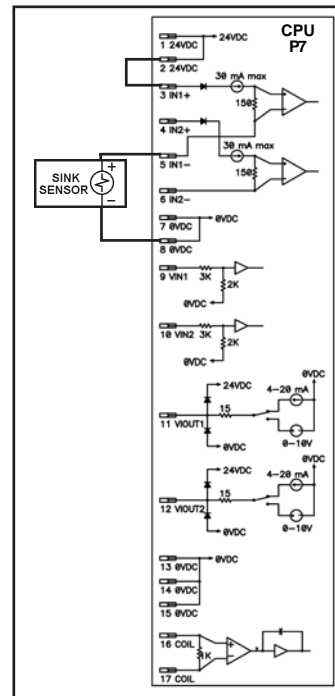 CPU
P7
1 24VDC
24VDC
2 24VDC
30 mA max
3 IN1+
150
4 IN2+
30 mA max
+
SINK
SENSOR
–
5 IN1-
150
6 IN2-
7 0VDC
0VDC
8 0VDC
9 VIN1
3K
2K
0VDC
10 VIN2
3K
2K
0VDC
0VDC
24VDC
4-20 mA
15
11 VIOUT1
0VDC
0-10V
0VDC
24VDC
4-20 mA
15
12 VIOUT2
0VDC
0-10V
13 0VDC
0VDC
14 0VDC
15 0VDC
16 COIL
+
1K
-
17 COIL